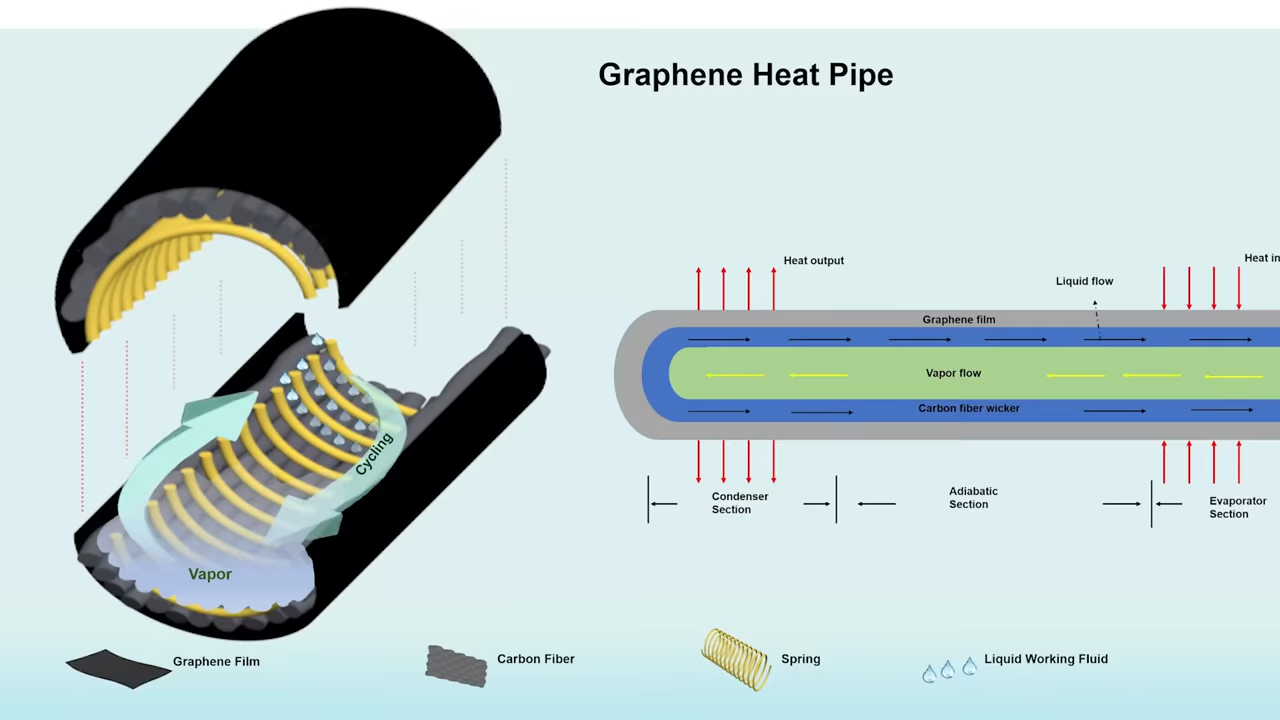 Graphene Heat Pipe
Heat output
Heat in
Liquid flow
Graphene film
Vapor flow
Carbon fiber wicker
Condenser
Section
Adiabatic
Section
Evaporator
Section
Cycling
Vapor
Graphene Film
Carbon Fiber
Spring
Liquid Working Fluid